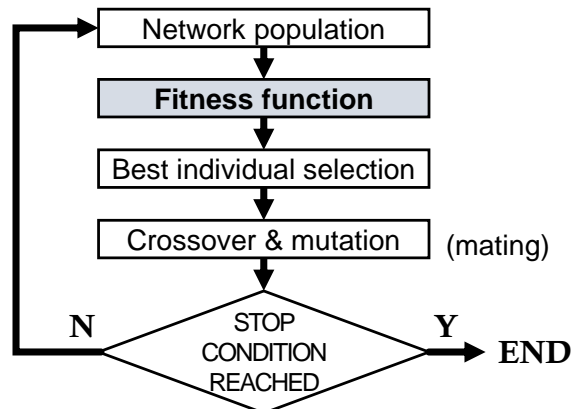 Network population
Fitness function
Best individual selection
Crossover & mutation (mating)
N STOP Y
CONDITION END
REACHED